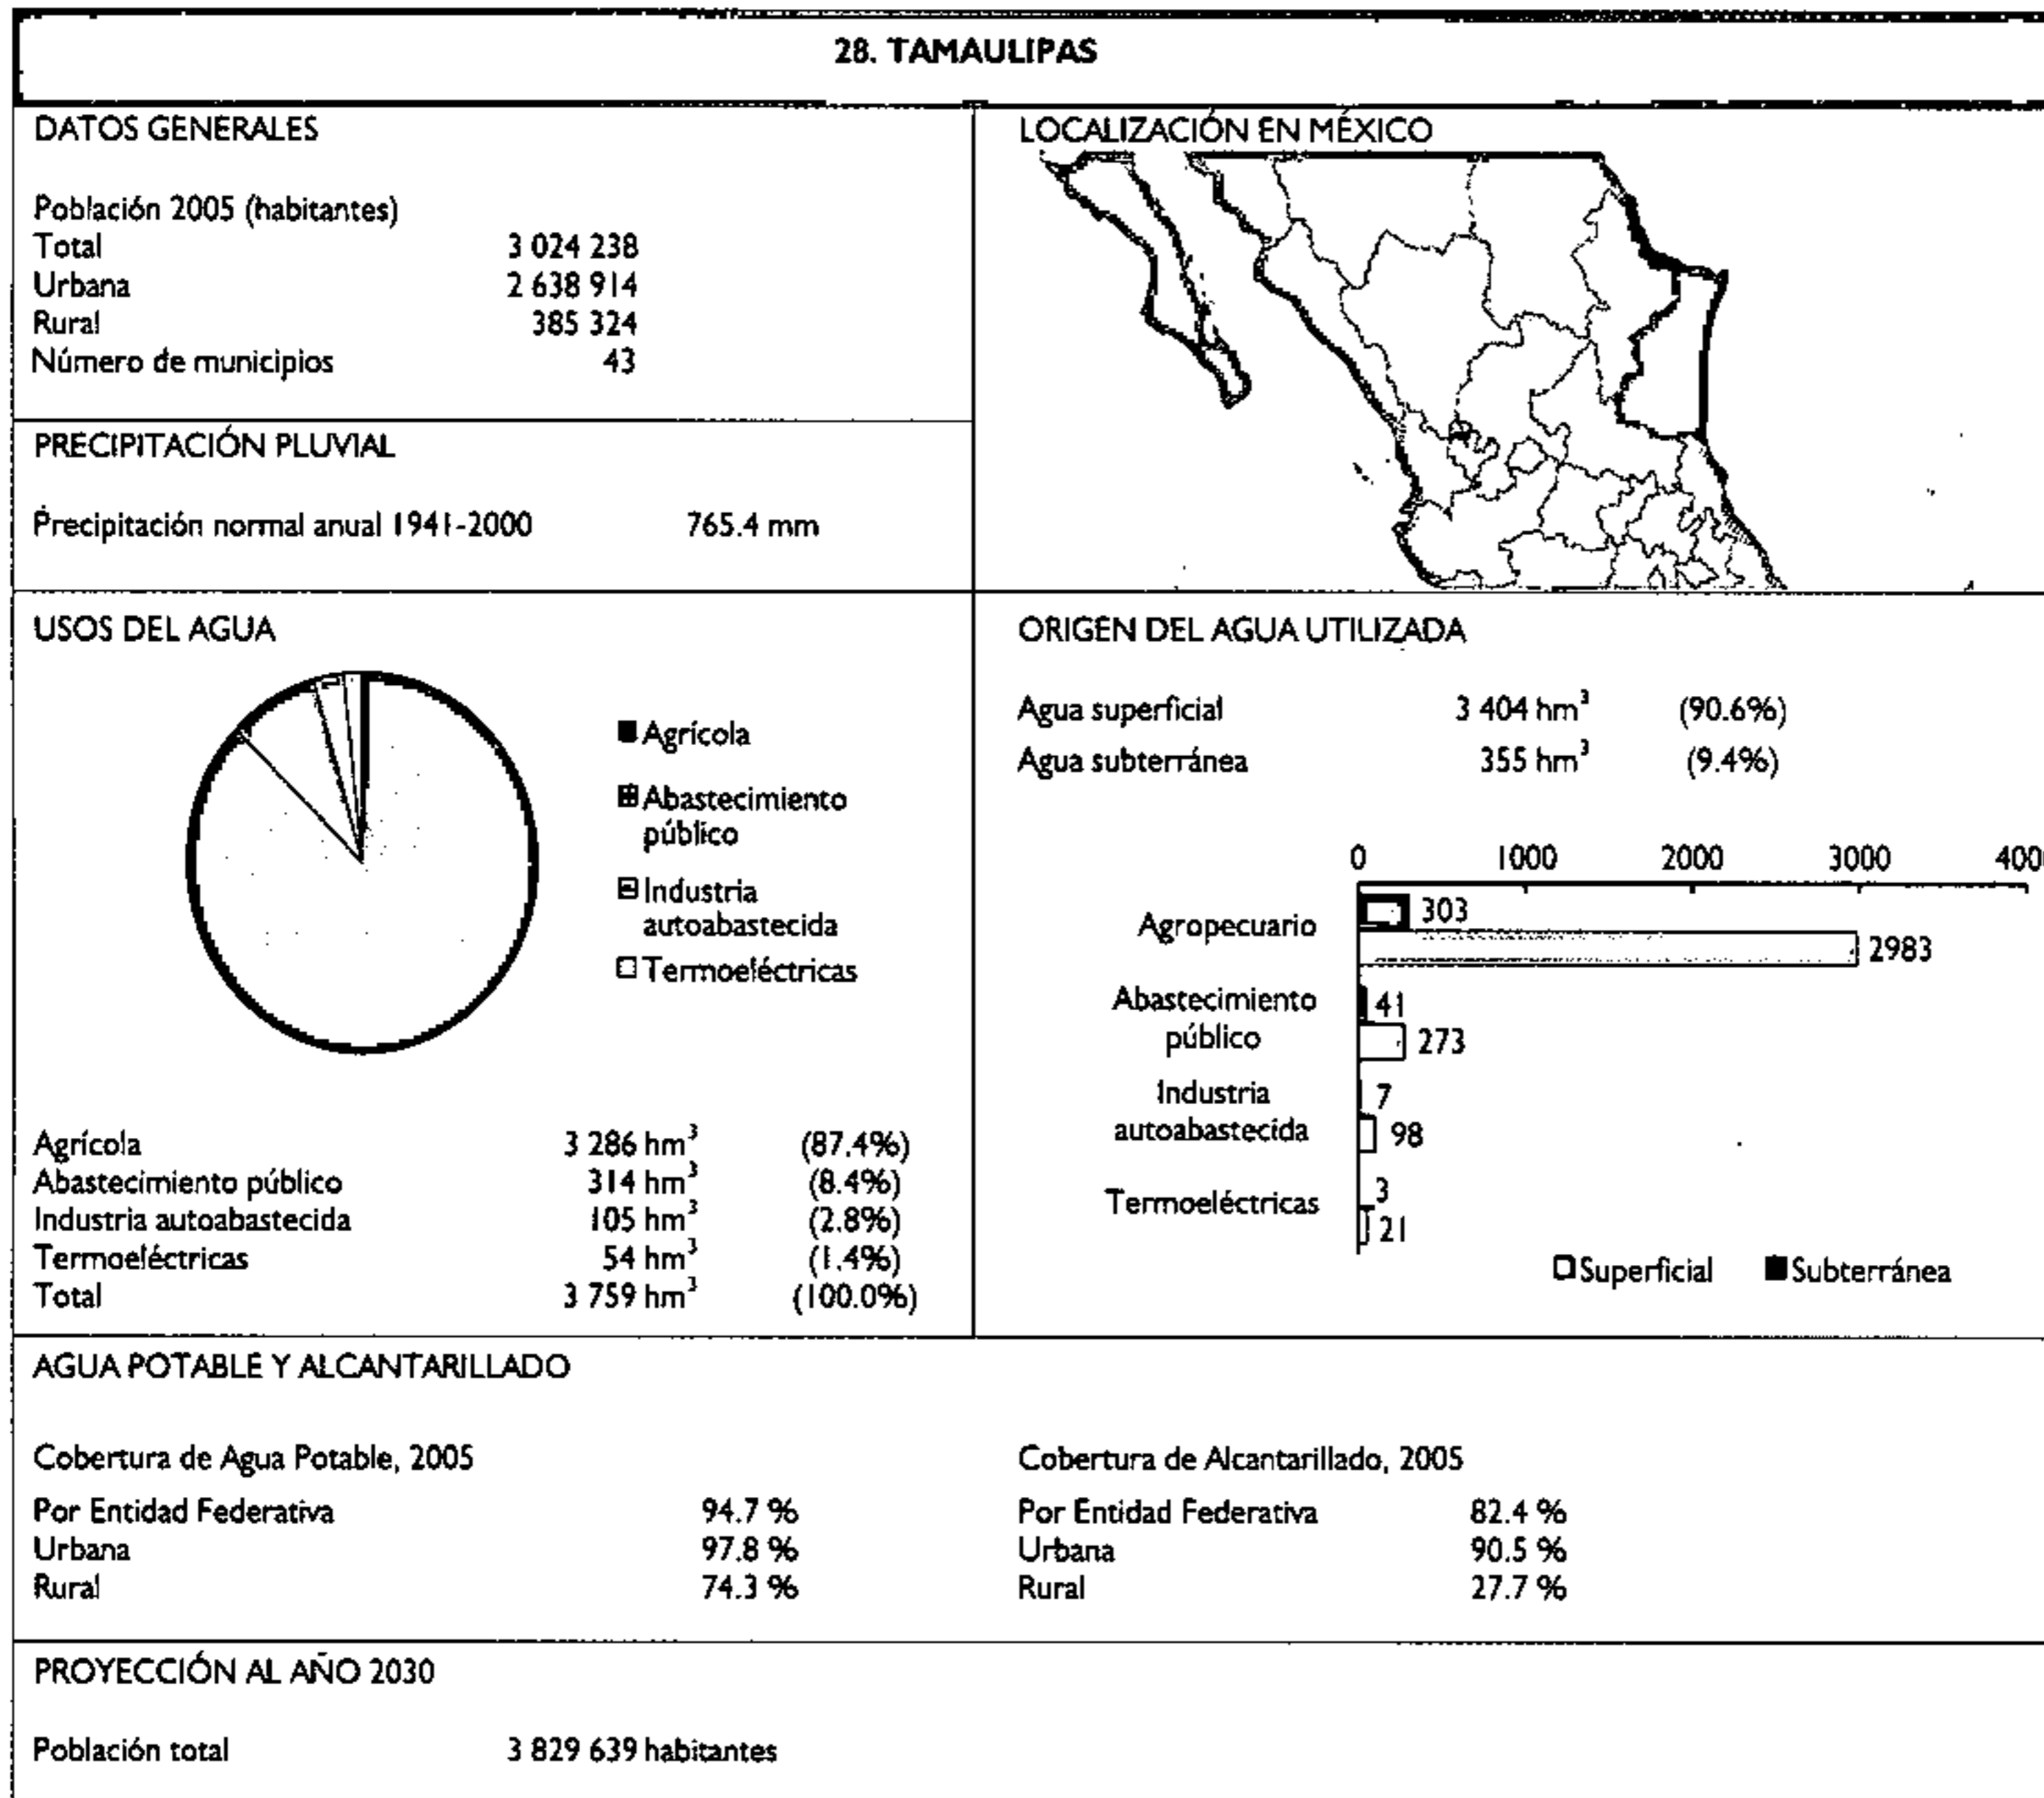 28. TAMAULIPAS
DATOS GENERALES
Población 2005 (habitantes)
Total 3 024 238
Urbana 2 638 914
Rural 385 324
Número de municipios 43
LOCALIZACIÓN EN MÉXICO
PRECIPITACIÓN PLUVIAL
Precipitación normal anual 1941-2000 765.4 mm
USOS DEL AGUA
Agrícola
Abastecimiento
público
Industria
autoabastecida
Termoeléctricas
Agrícola 3 286 hm³ (87.4%)
Abastecimiento público 314 hm³ (8.4%)
Industria autoabastecida 105 hm³ (2.8%)
Termoeléctricas 54 hm³ (1.4%)
Total 3 759 hm³ (100.0%)
ORIGEN DEL AGUA UTILIZADA
Agua superficial 3 404 hm³ (90.6%)
Agua subterránea 355 hm³ (9.4%)
0 1000 2000 3000
Agropecuario 303
2983
Abastecimiento 41
público 273
Industria 7
autoabastecida 98
Termoeléctricas 3
21
Superficial Subterránea
AGUA POTABLE Y ALCANTARILLADO
Cobertura de Agua Potable, 2005
Por Entidad Federativa 94.7 %
Urbana 97.8 %
Rural 74.3 %
Cobertura de Alcantarillado, 2005
Por Entidad Federativa 82.4 %
Urbana 90.5 %
Rural 27.7 %
PROYECCIÓN AL AÑO 2030
Población total 3 829 639 habitantes